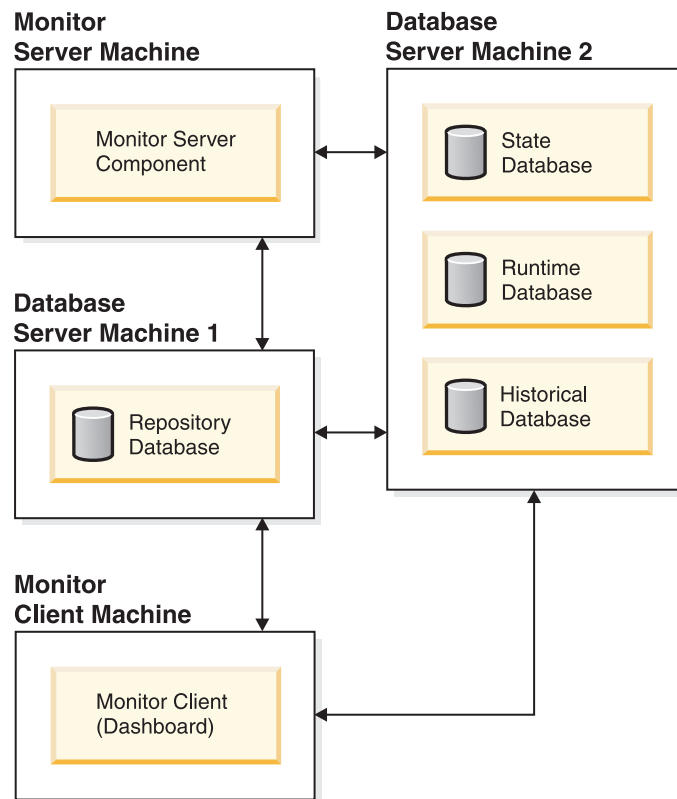 Monitor
Server Machine
Monitor Server
Component
Database
Server Machine 2
State
Database
Runtime
Database
Historical
Database
Database
Server Machine 1
Repository
Database
Monitor
Client Machine
Monitor Client
(Dashboard)